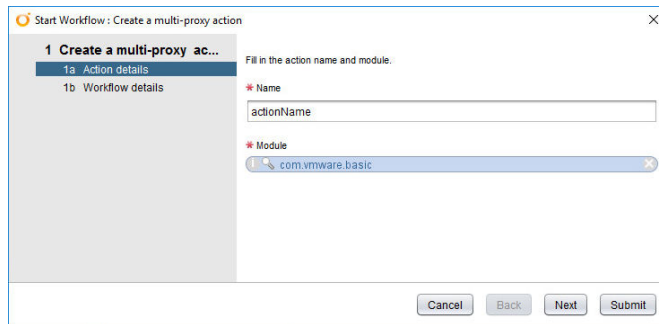 Start Workflow : Create a multi-proxy action
1 Create a multi-proxy ac...
1a Action details
1b Workflow details
Fill in the action name and module.
* Name
actionName
* Module
com.vmware.basic
Cancel
Back
Next
Submit